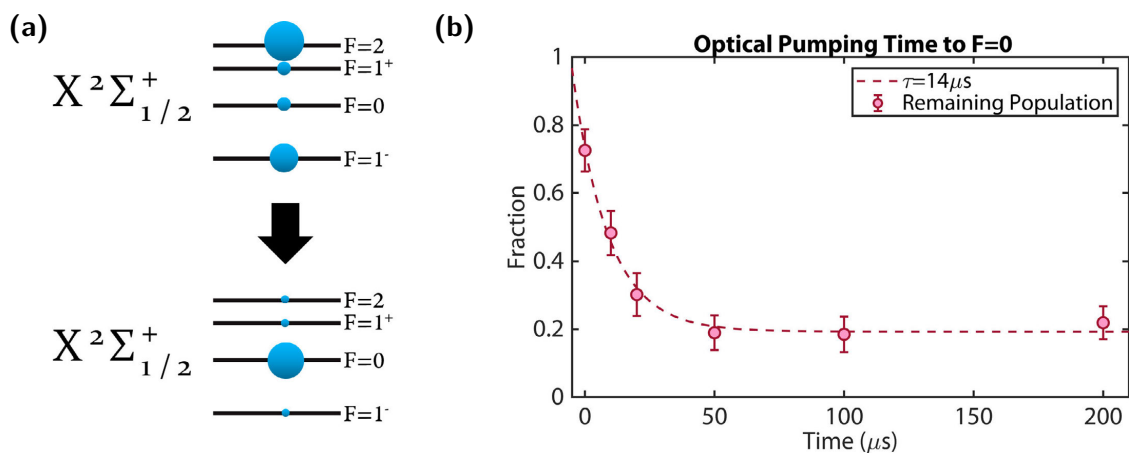 (a)
F=2
F=1⁺
X ²Σ⁺₁/₂
F=0
F=1⁻
F=2
F=1⁺
X ²Σ⁺₁/₂
F=0
F=1⁻
(b)
Optical Pumping Time to F=0
τ=14μs
Remaining Population
Fraction
1
0.8
0.6
0.4
0.2
0
0 50 100 150 200
Time (μs)